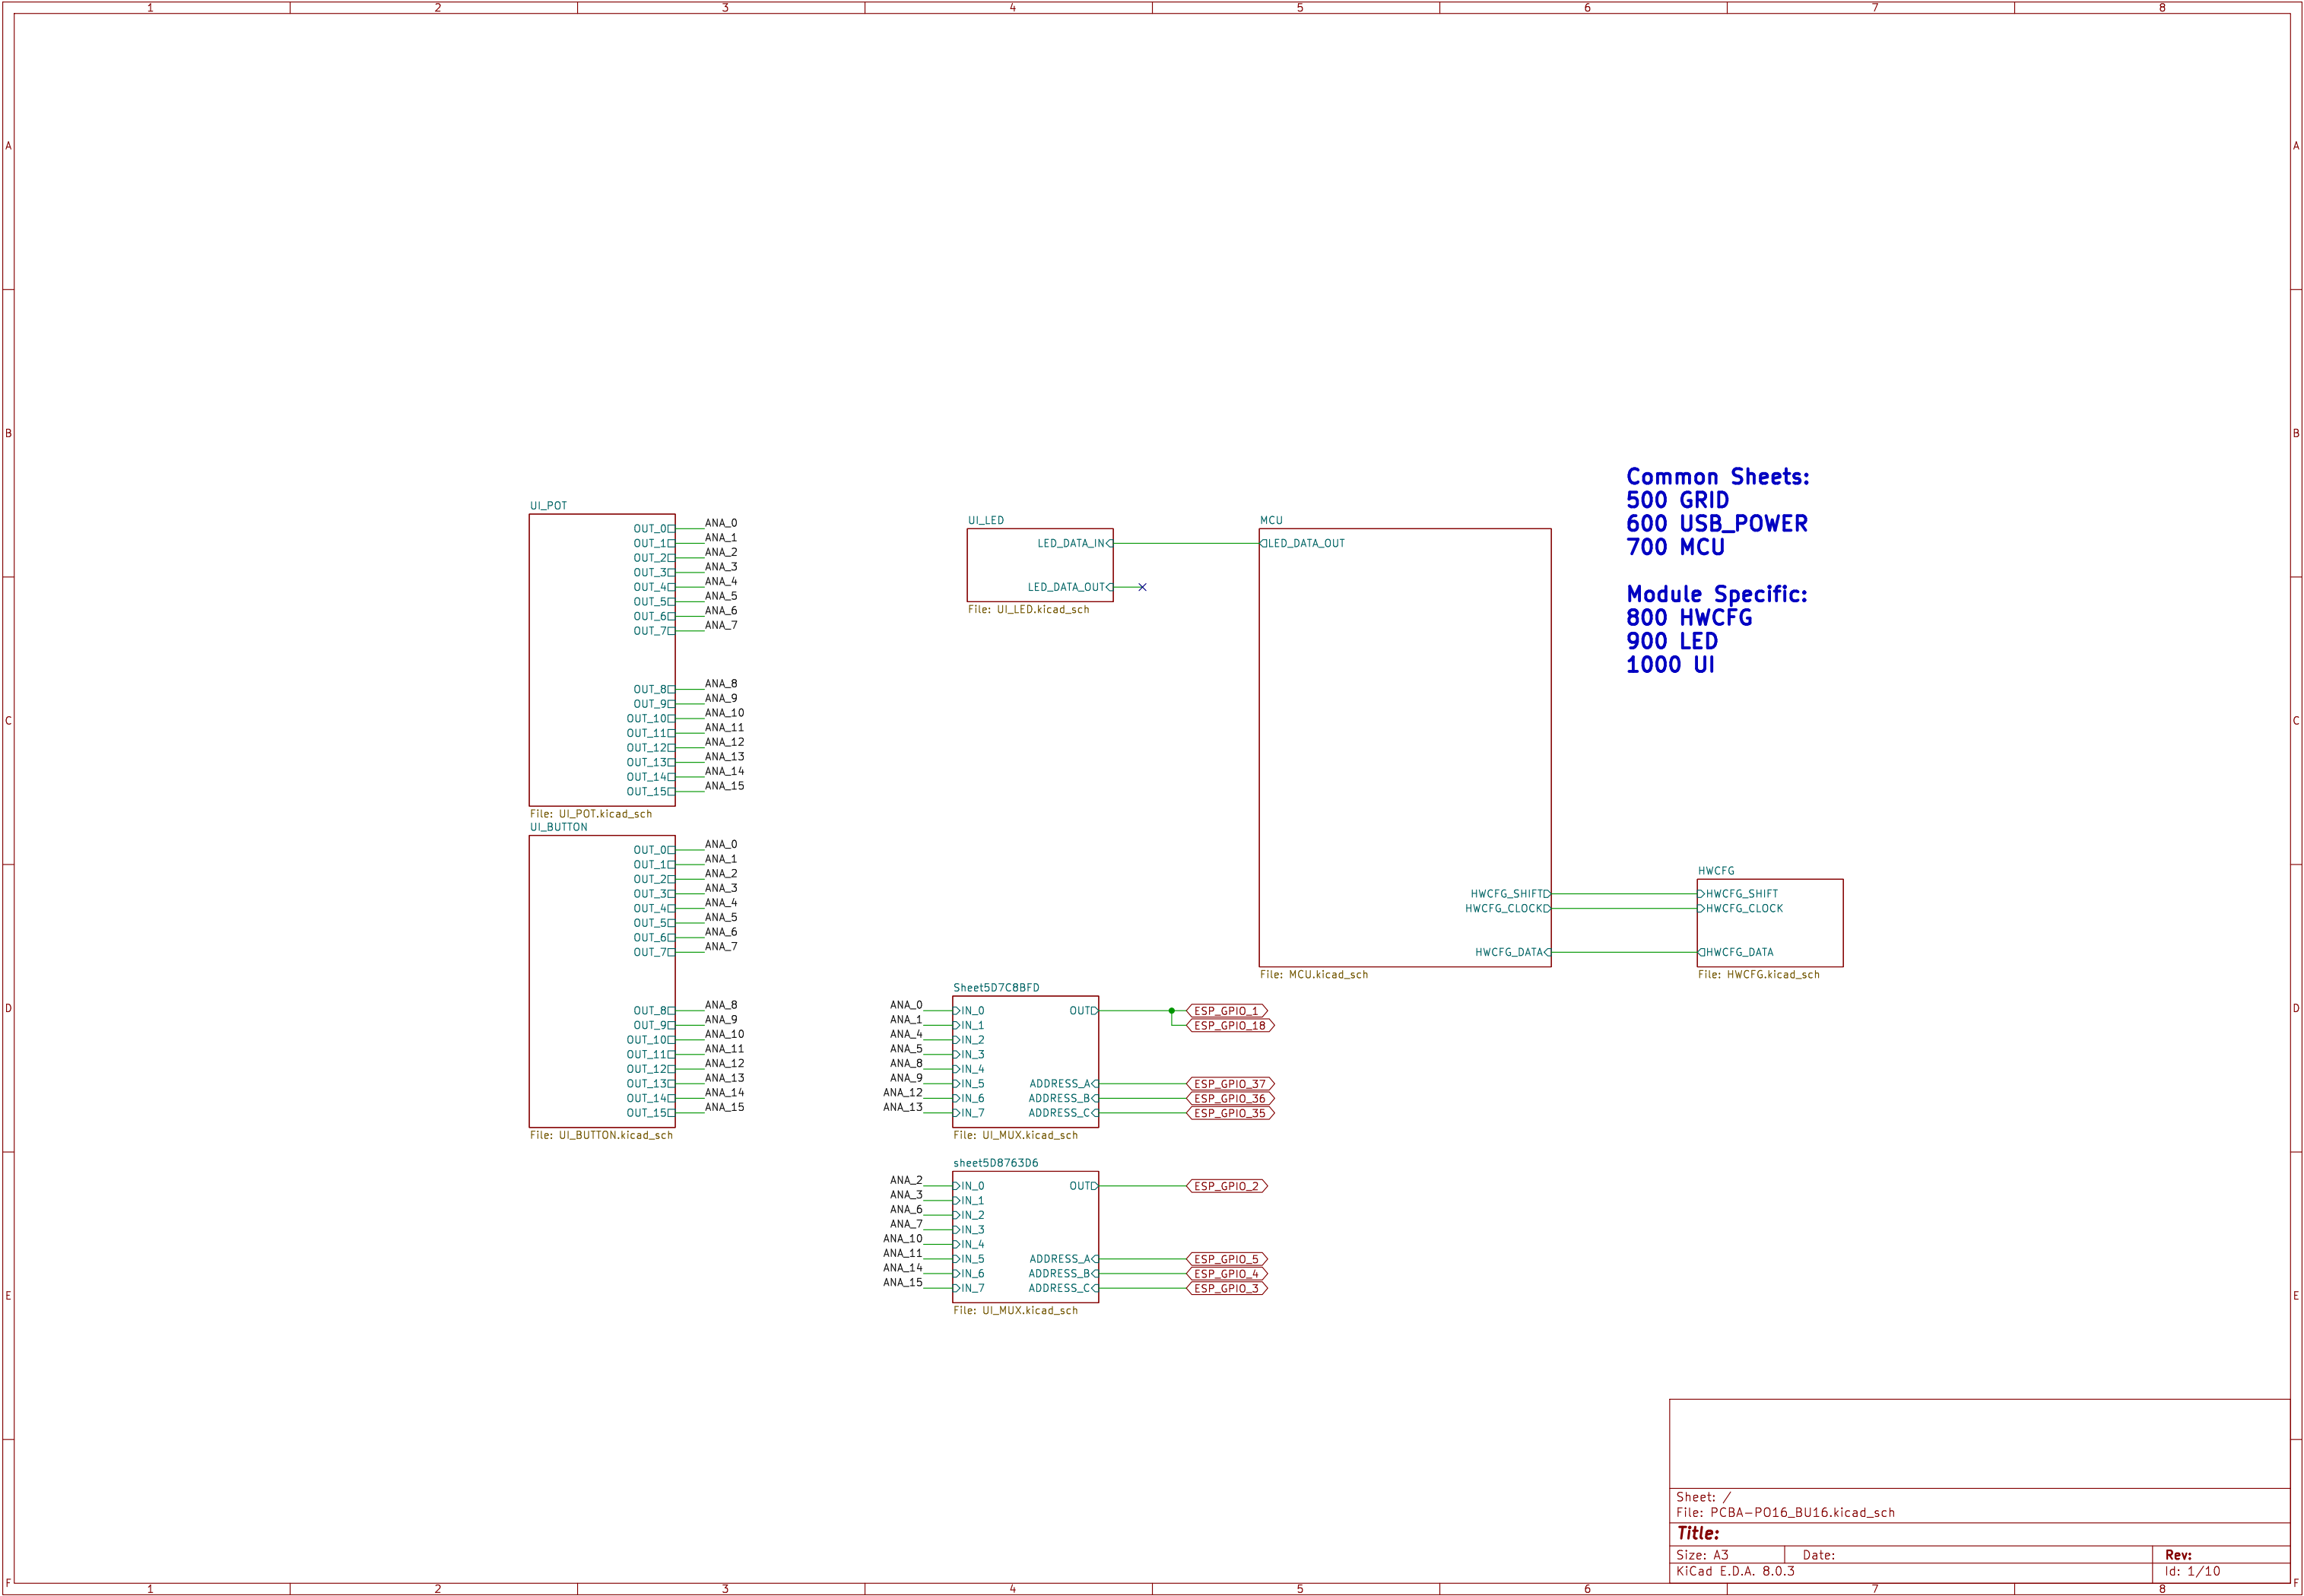 1 2 3 4 5 6 7 8
A A
B B
C C
D D
E E
F F
UI_POT
OUT_0 ANA_0
OUT_1 ANA_1
OUT_2 ANA_2
OUT_3 ANA_3
OUT_4 ANA_4
OUT_5 ANA_5
OUT_6 ANA_6
OUT_7 ANA_7
OUT_8 ANA_8
OUT_9 ANA_9
OUT_10 ANA_10
OUT_11 ANA_11
OUT_12 ANA_12
OUT_13 ANA_13
OUT_14 ANA_14
OUT_15 ANA_15
File: UI_POT.kicad_sch
UI_BUTTON
OUT_0 ANA_0
OUT_1 ANA_1
OUT_2 ANA_2
OUT_3 ANA_3
OUT_4 ANA_4
OUT_5 ANA_5
OUT_6 ANA_6
OUT_7 ANA_7
OUT_8 ANA_8
OUT_9 ANA_9
OUT_10 ANA_10
OUT_11 ANA_11
OUT_12 ANA_12
OUT_13 ANA_13
OUT_14 ANA_14
OUT_15 ANA_15
File: UI_BUTTON.kicad_sch
UI_LED
LED_DATA_IN
LED_DATA_OUT
File: UI_LED.kicad_sch
MCU
LED_DATA_OUT
HWCFG_SHIFT
HWCFG_CLOCK
HWCFG_DATA
File: MCU.kicad_sch
Common Sheets:
500 GRID
600 USB_POWER
700 MCU
Module Specific:
800 HWCFG
900 LED
1000 UI
HWCFG
HWCFG_SHIFT
HWCFG_CLOCK
HWCFG_DATA
File: HWCFG.kicad_sch
Sheet5D7C8BFD
ANA_0 IN_0 OUT ESP_GPIO_1
ANA_1 IN_1 ESP_GPIO_18
ANA_4 IN_2
ANA_5 IN_3
ANA_8 IN_4
ANA_9 IN_5 ADDRESS_A ESP_GPIO_37
ANA_12 IN_6 ADDRESS_B ESP_GPIO_36
ANA_13 IN_7 ADDRESS_C ESP_GPIO_35
File: UI_MUX.kicad_sch
sheet5D8763D6
ANA_2 IN_0 OUT ESP_GPIO_2
ANA_3 IN_1
ANA_6 IN_2
ANA_7 IN_3
ANA_10 IN_4
ANA_11 IN_5 ADDRESS_A ESP_GPIO_5
ANA_14 IN_6 ADDRESS_B ESP_GPIO_4
ANA_15 IN_7 ADDRESS_C ESP_GPIO_3
File: UI_MUX.kicad_sch
Sheet: /
File: PCBA-PO16_BU16.kicad_sch
Title:
Size: A3 Date: Rev:
KiCad E.D.A. 8.0.3 Id: 1/10
1 2 3 4 5 6 7 8